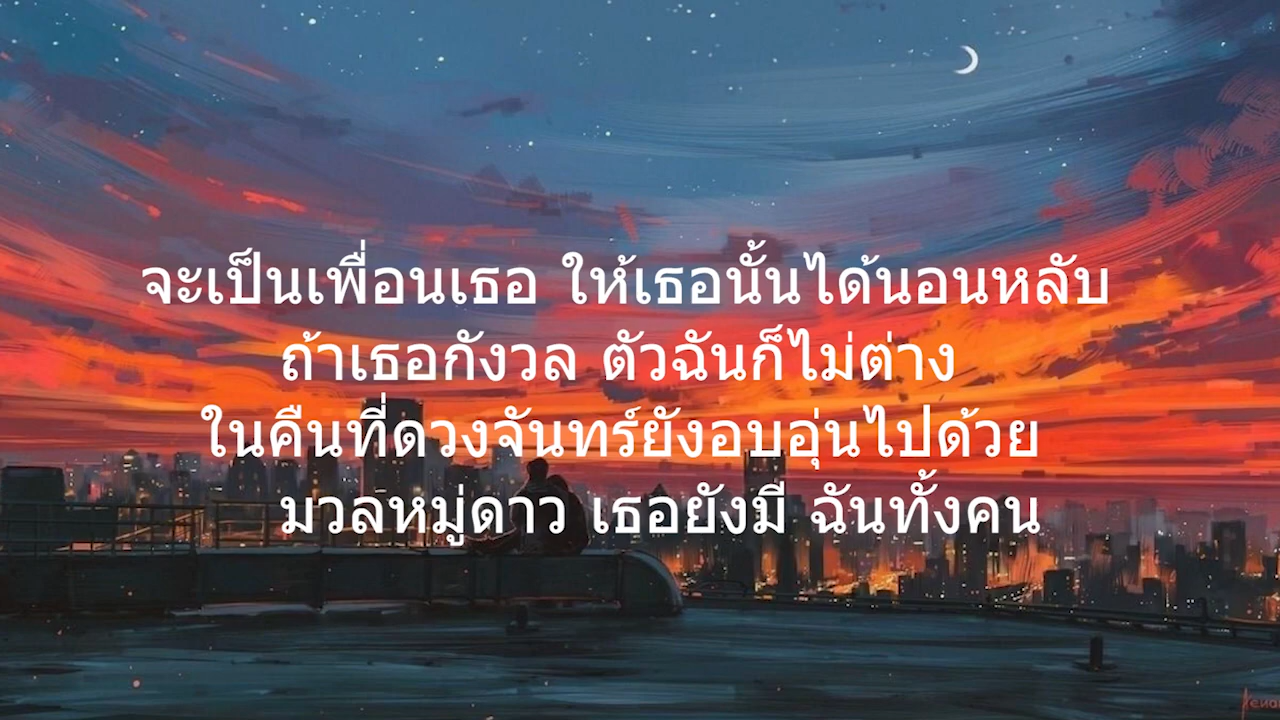 จะเป็นเพื่อนเธอ ให้เธอนั้นได้นอนหลับ
ถ้าเธอกังวล ตัวฉันก็ไม่ต่าง
ในคืนที่ดวงจันทร์ยังอบอุ่นไปด้วย
มวลหมู่ดาว เธอยังมี ฉันทั้งคน